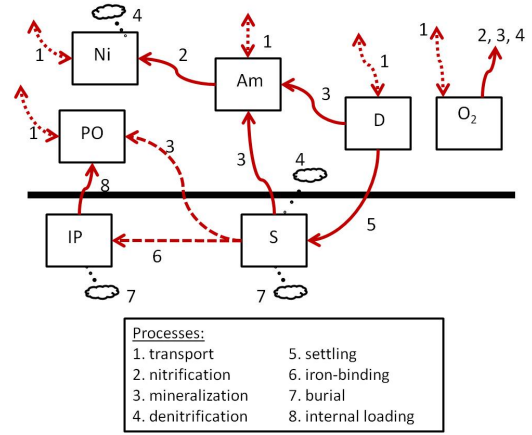 4
2, 3, 4
1
Ni
2
1
Am
1
3
D
1
O2
1
PO
3
3
4
8
5
IP
6
S
7
7
Processes:
1. transport 5. settling
2. nitrification 6. iron-binding
3. mineralization 7. burial
4. denitrification 8. internal loading